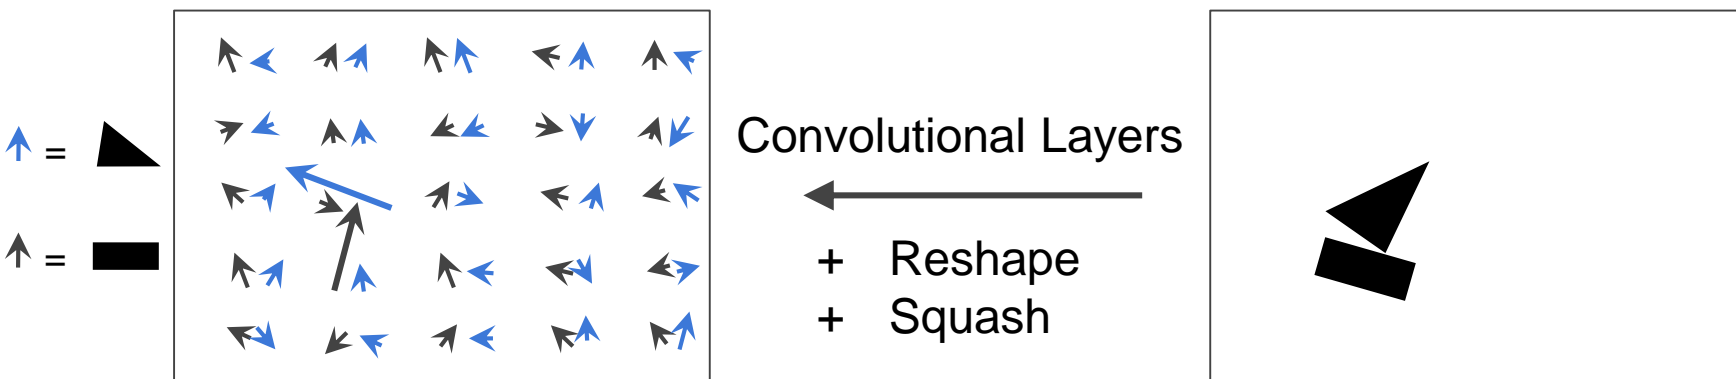 =
=
Convolutional Layers
+ Reshape
+ Squash